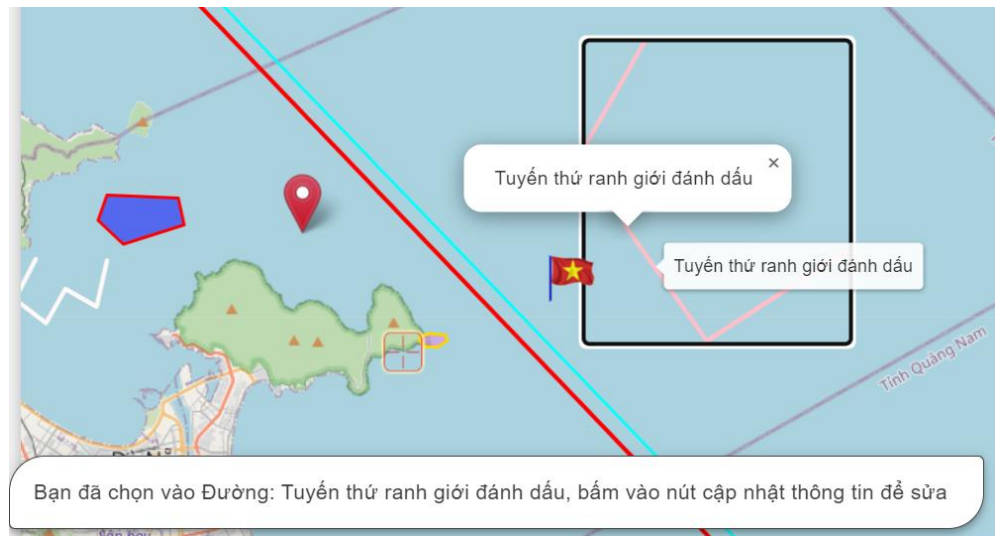 Tuyến thứ ranh giới đánh dấu ×
Tuyến thứ ranh giới đánh dấu
Tỉnh Quảng Nam
Bạn đã chọn vào Đường: Tuyến thứ ranh giới đánh dấu, bấm vào nút cập nhật thông tin để sửa